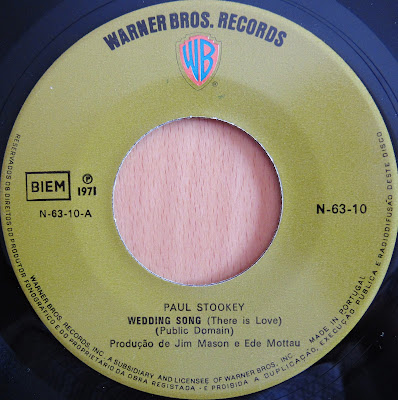 WARNER BROS. RECORDS
WB
BIEM
℗
1971
N-63-10-A
N-63-10
PAUL STOOKEY
WEDDING SONG (There is Love)
(Public Domain)
Produção de Jim Mason e Ede Mottau
MADE IN PORTUGAL
WARNER BROS. RECORDS INC. A SUBSIDIARY AND LICENSEE OF WARNER BROS., INC.
RESERVADOS OS DIREITOS DO PRODUTOR FONOGRÁFICO E DO PROPRIETÁRIO DA OBRA REGISTADA - É PROIBIDA A DUPLICAÇÃO, EXECUÇÃO PÚBLICA E RADIODIFUSÃO DESTE DISCO